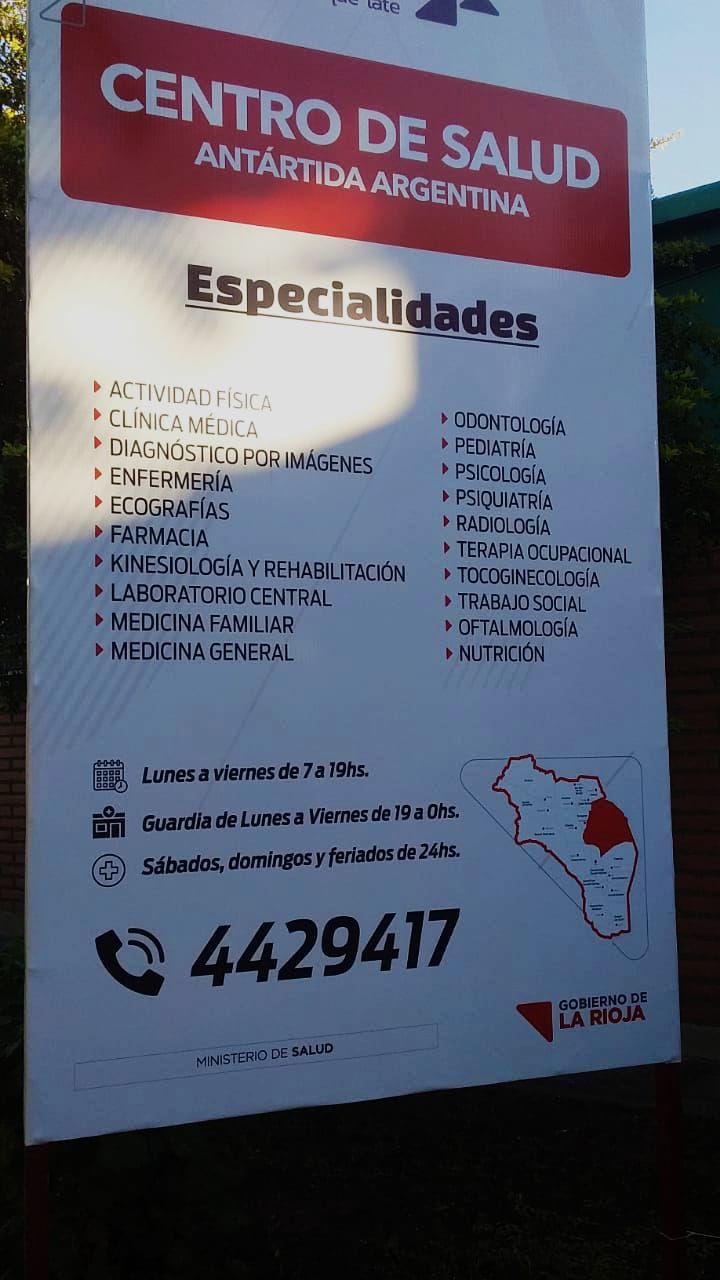 que late
CENTRO DE SALUD
ANTÁRTIDA ARGENTINA
Especialidades
ACTIVIDAD FÍSICA
CLÍNICA MÉDICA
DIAGNÓSTICO POR IMÁGENES
ENFERMERÍA
ECOGRAFÍAS
FARMACIA
KINESIOLOGÍA Y REHABILITACIÓN
LABORATORIO CENTRAL
MEDICINA FAMILIAR
MEDICINA GENERAL
ODONTOLOGÍA
PEDIATRÍA
PSICOLOGÍA
PSIQUIATRÍA
RADIOLOGÍA
TERAPIA OCUPACIONAL
TOCOGINECOLOGÍA
TRABAJO SOCIAL
OFTALMOLOGÍA
NUTRICIÓN
Lunes a viernes de 7 a 19hs.
Guardia de Lunes a Viernes de 19 a 0hs.
Sábados, domingos y feriados de 24hs.
4429417
GOBIERNO DE
LA RIOJA
MINISTERIO DE SALUD